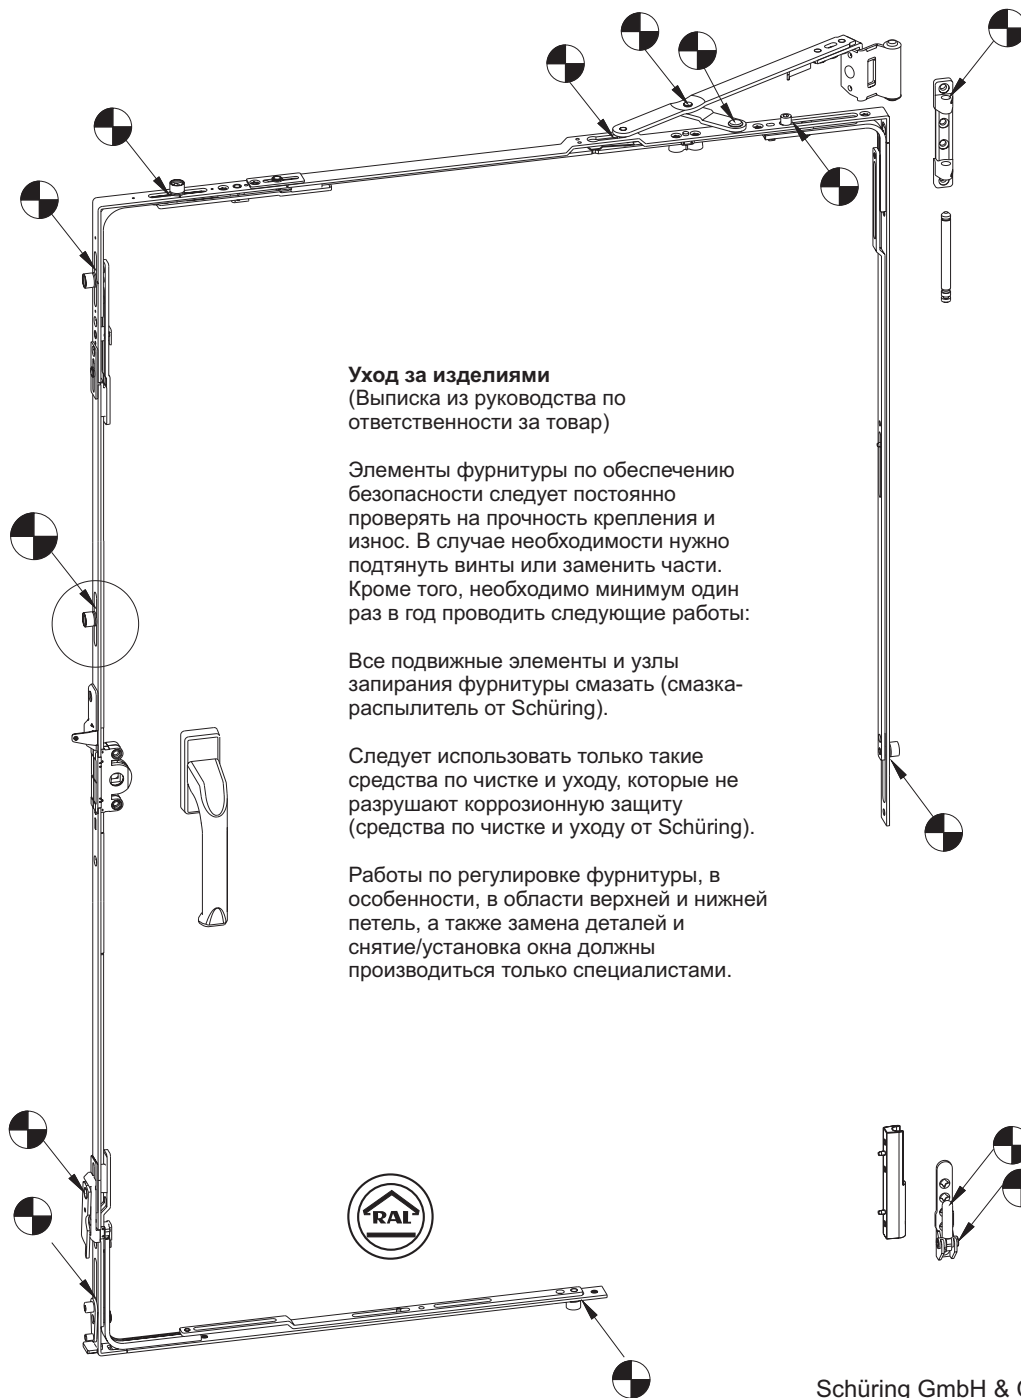 Уход за изделиями
(Выписка из руководства по
ответственности за товар)
Элементы фурнитуры по обеспечению
безопасности следует постоянно
проверять на прочность крепления и
износ. В случае необходимости нужно
подтянуть винты или заменить части.
Кроме того, необходимо минимум один
раз в год проводить следующие работы:
Все подвижные элементы и узлы
запирания фурнитуры смазать (смазка-
распылитель от Schüring).
Следует использовать только такие
средства по чистке и уходу, которые не
разрушают коррозионную защиту
(средства по чистке и уходу от Schüring).
Работы по регулировке фурнитуры, в
особенности, в области верхней и нижней
петель, а также замена деталей и
снятие/установка окна должны
производиться только специалистами.
RAL
Schüring GmbH &